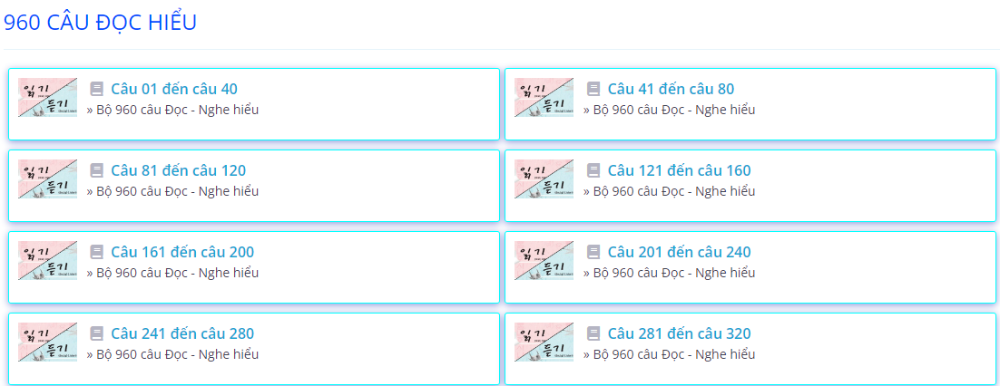 960 CÂU ĐỌC HIỂU
읽기
듣기
Câu 01 đến câu 40
» Bộ 960 câu Đọc - Nghe hiểu
읽기
듣기
Câu 41 đến câu 80
» Bộ 960 câu Đọc - Nghe hiểu
읽기
듣기
Câu 81 đến câu 120
» Bộ 960 câu Đọc - Nghe hiểu
읽기
듣기
Câu 121 đến câu 160
» Bộ 960 câu Đọc - Nghe hiểu
읽기
듣기
Câu 161 đến câu 200
» Bộ 960 câu Đọc - Nghe hiểu
읽기
듣기
Câu 201 đến câu 240
» Bộ 960 câu Đọc - Nghe hiểu
읽기
듣기
Câu 241 đến câu 280
» Bộ 960 câu Đọc - Nghe hiểu
읽기
듣기
Câu 281 đến câu 320
» Bộ 960 câu Đọc - Nghe hiểu